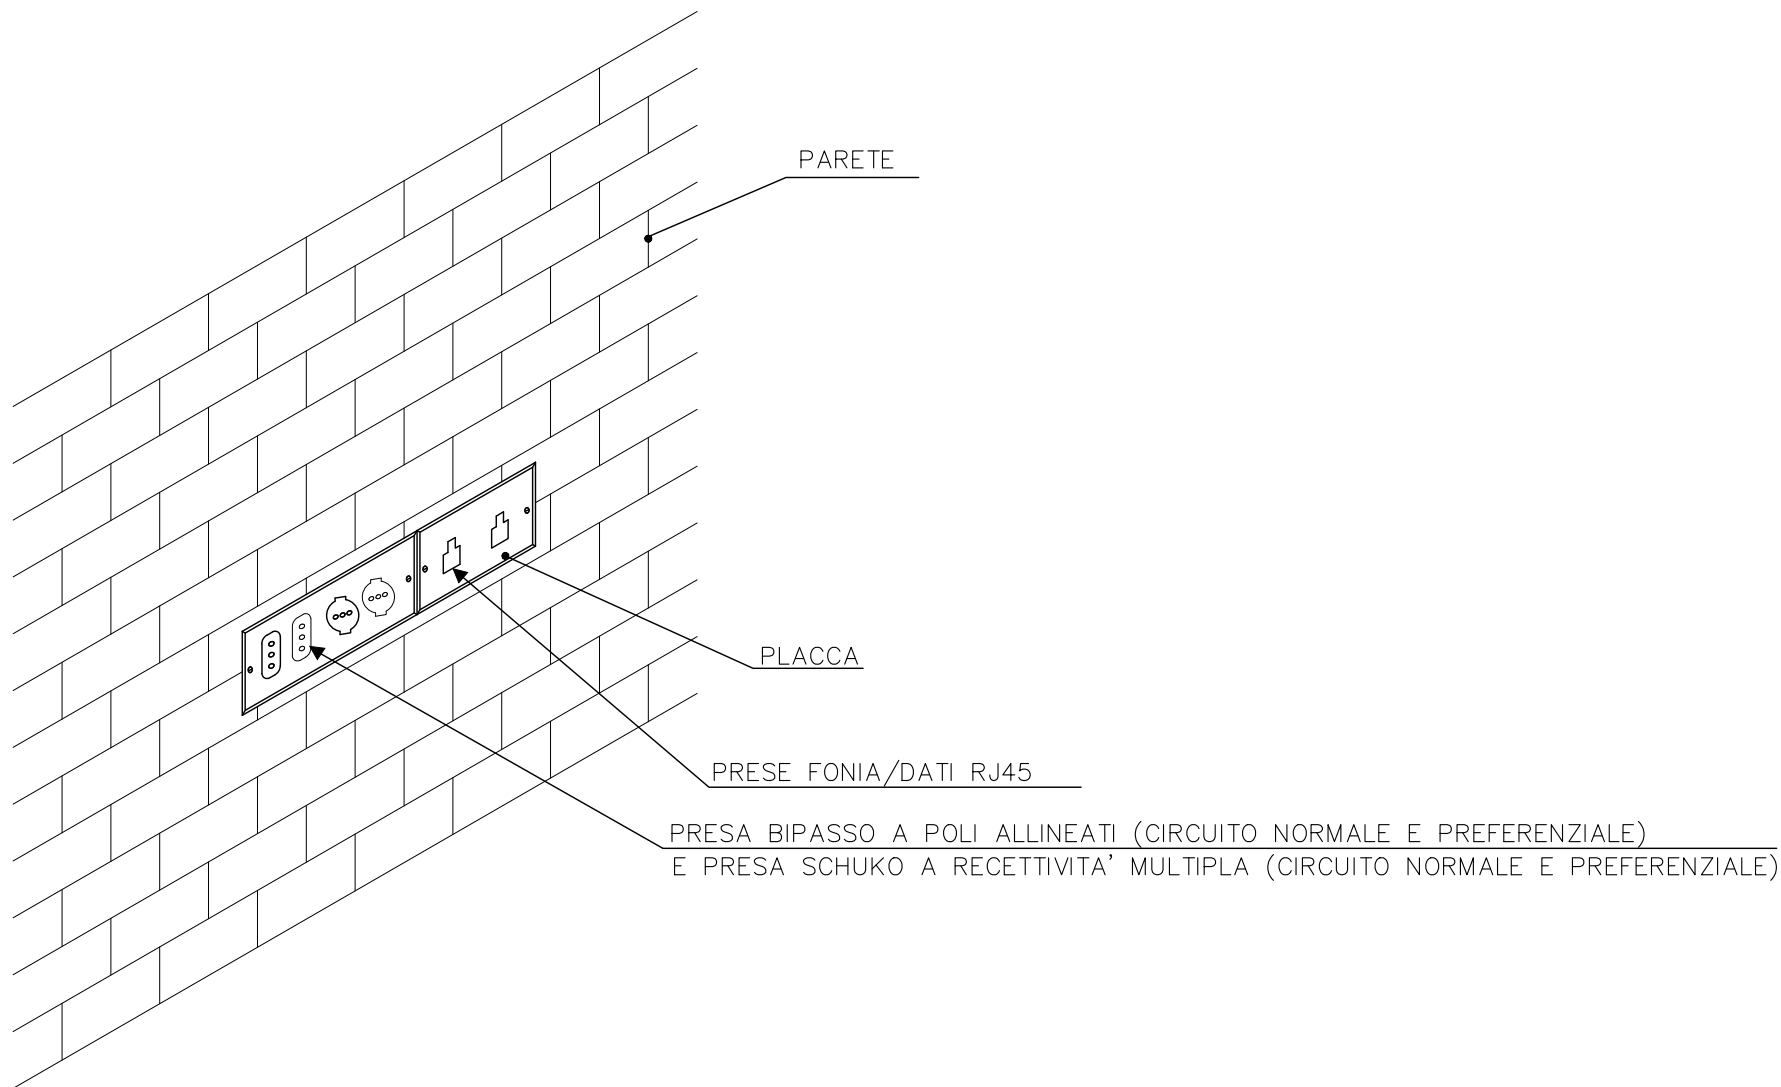 PARETE
PLACCA
PRESE FONIA/DATI RJ45
PRESA BIPASSO A POLI ALLINEATI (CIRCUITO NORMALE E PREFERENZIALE)
E PRESA SCHUKO A RECETTIVITA' MULTIPLA (CIRCUITO NORMALE E PREFERENZIALE)